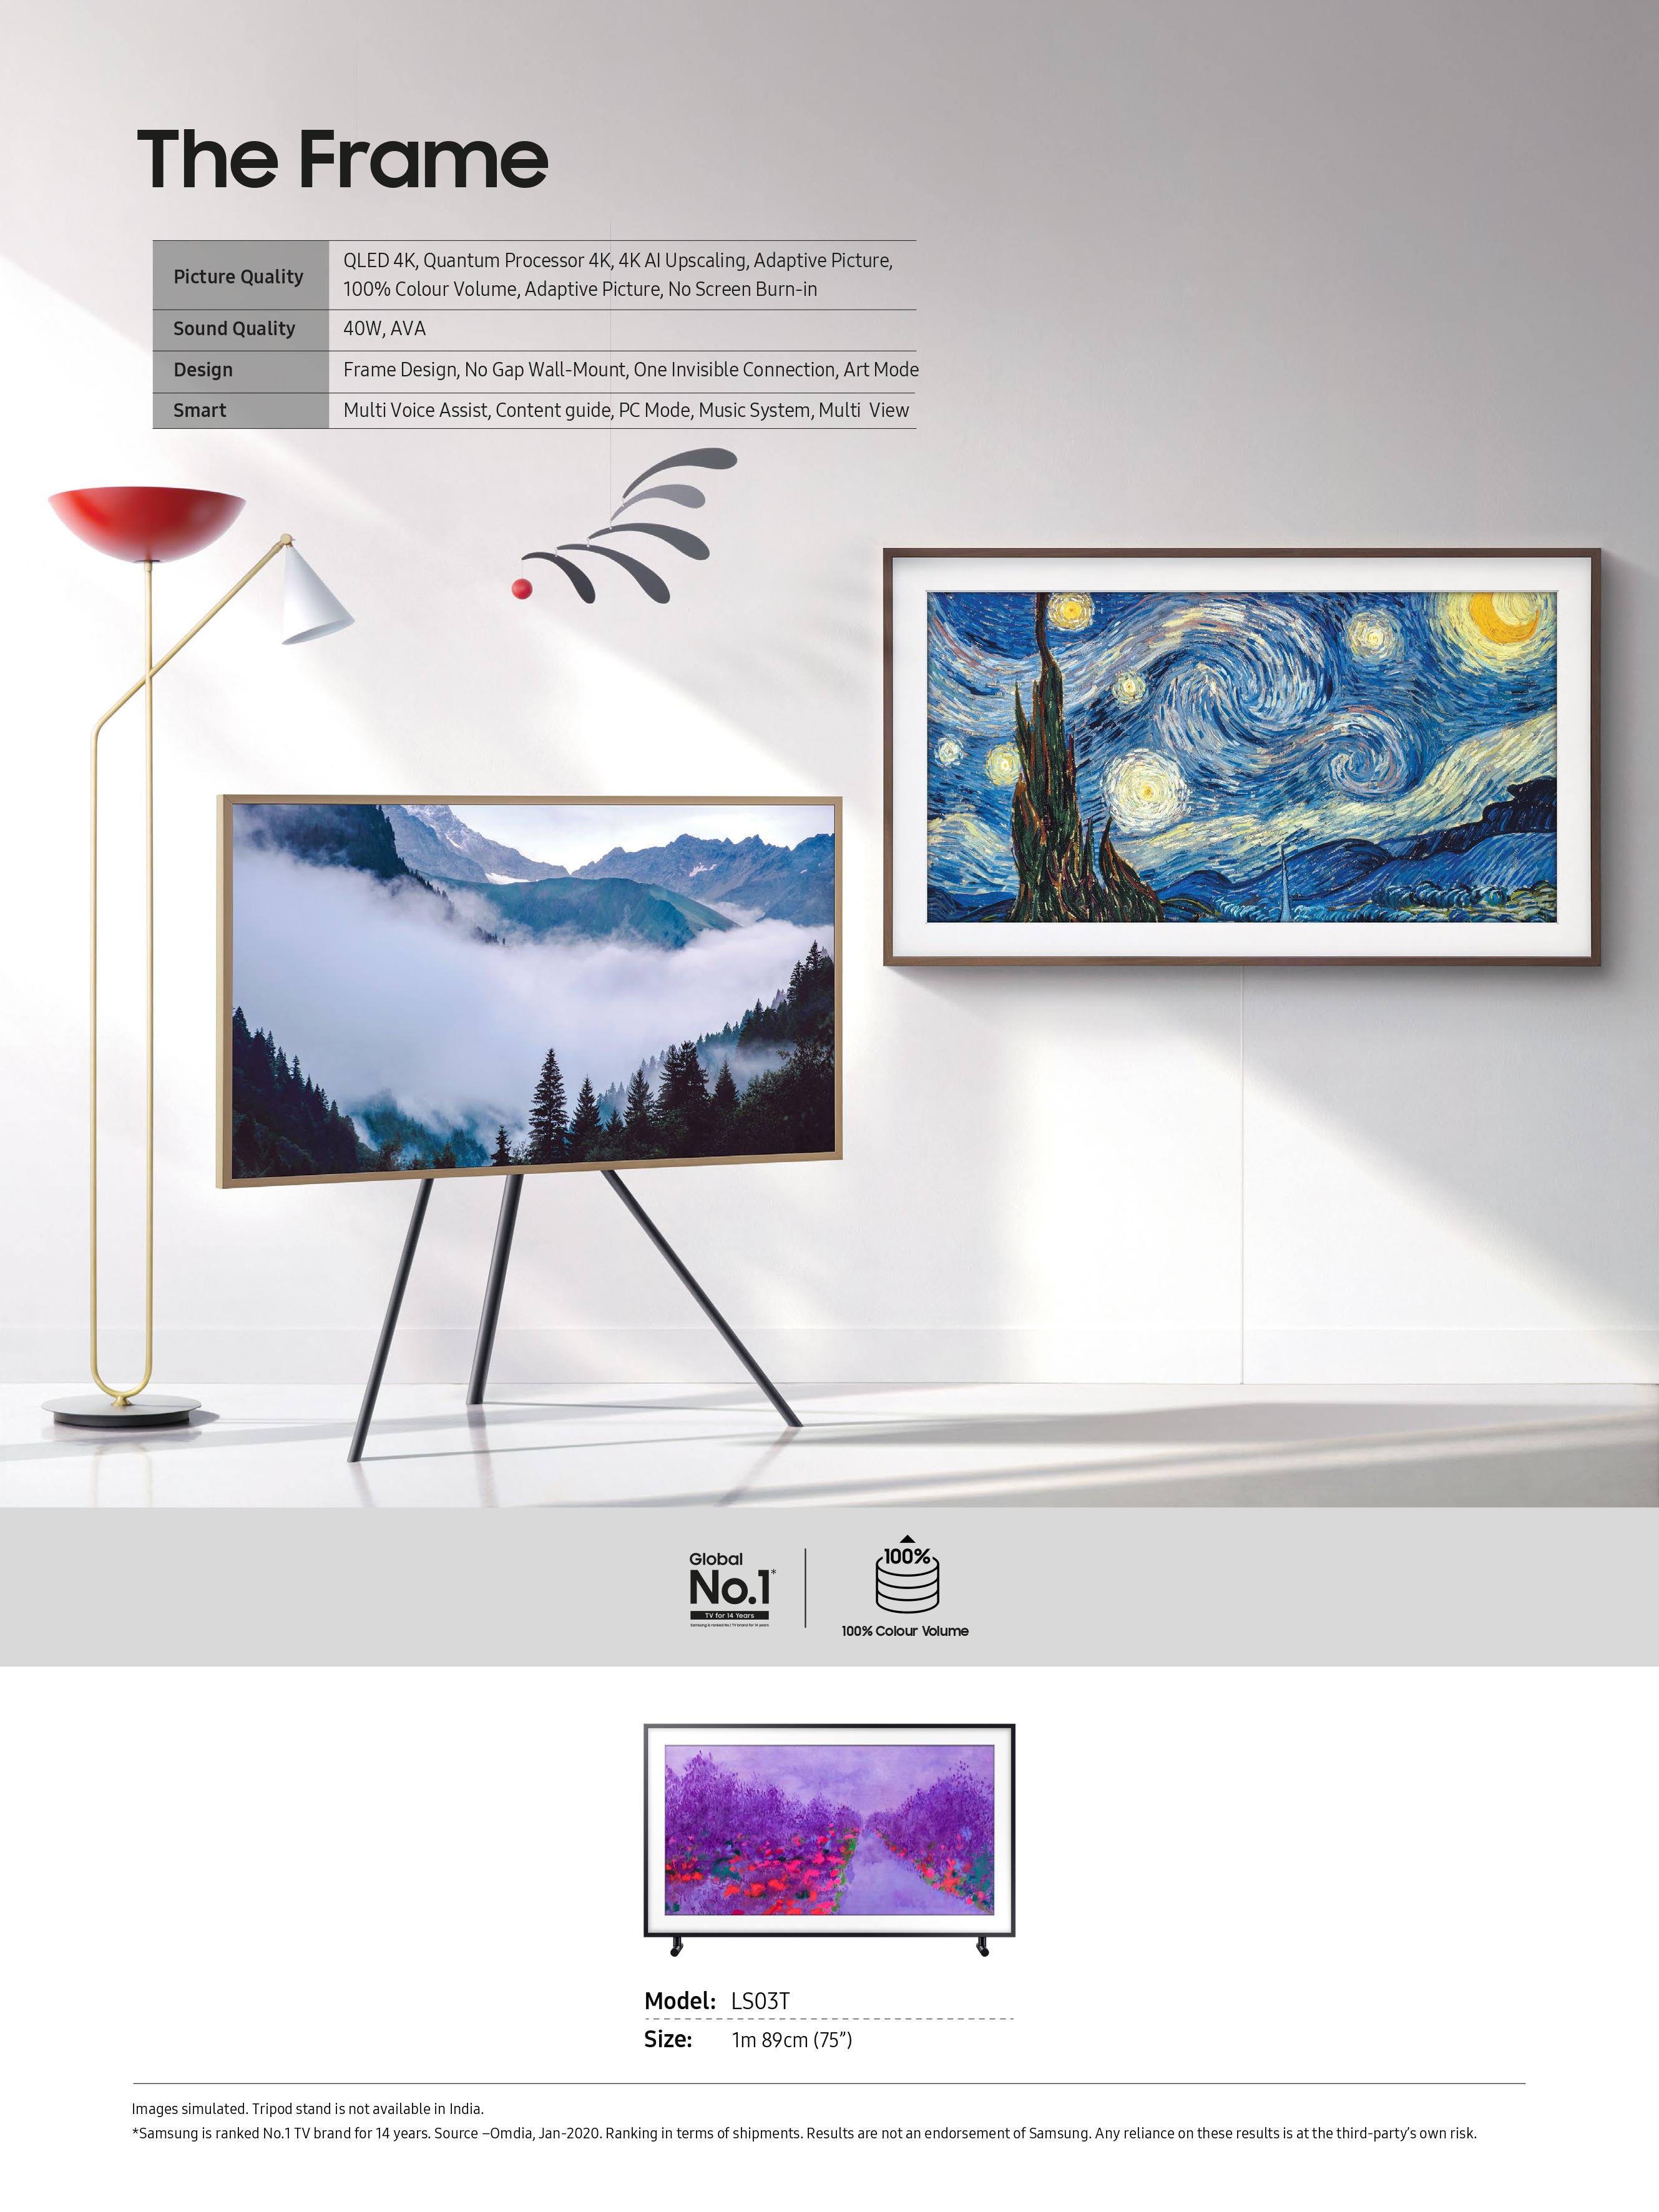 The Frame
Picture Quality
QLED 4K, Quantum Processor 4K, 4K AI Upscaling, Adaptive Picture,
100% Colour Volume, Adaptive Picture, No Screen Burn-in
Sound Quality
40W, AVA
Design
Frame Design, No Gap Wall-Mount, One Invisible Connection, Art Mode
Smart
Multi Voice Assist, Content guide, PC Mode, Music System, Multi  View
Global
No.1*
TV for 14 Years
Samsung is ranked No.1 TV brand for 14 years
100%
100% Colour Volume
Model: LS03T
Size: 1m 89cm (75”)
Images simulated. Tripod stand is not available in India.
*Samsung is ranked No.1 TV brand for 14 years. Source –Omdia, Jan-2020. Ranking in terms of shipments. Results are not an endorsement of Samsung. Any reliance on these results is at the third-party’s own risk.